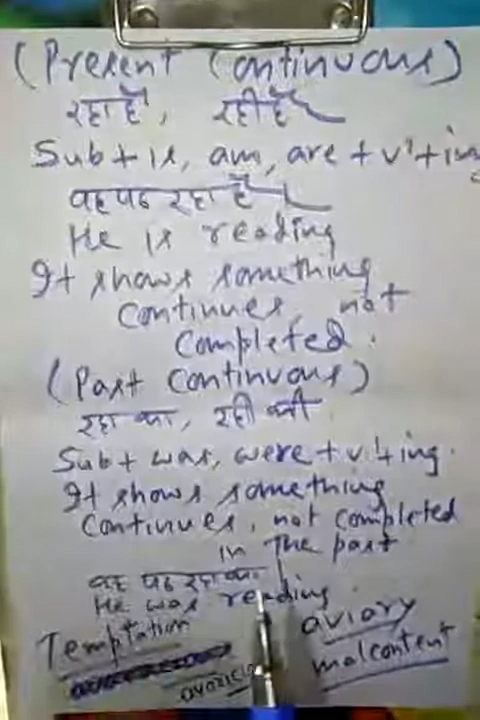 (Present Continuous)
रहा है, रही है
Sub + is, am, are + v¹ + ing
वह पढ रहा है।
He is reading
It shows something
continues, not
completed.
(Past Continuous)
रहा था, रही थी
Sub + was, were + v.¹ + ing.
It shows something
continues, not completed
in the past
वह पढ रहा था।
He was reading
Temptation
aviary
malcontent